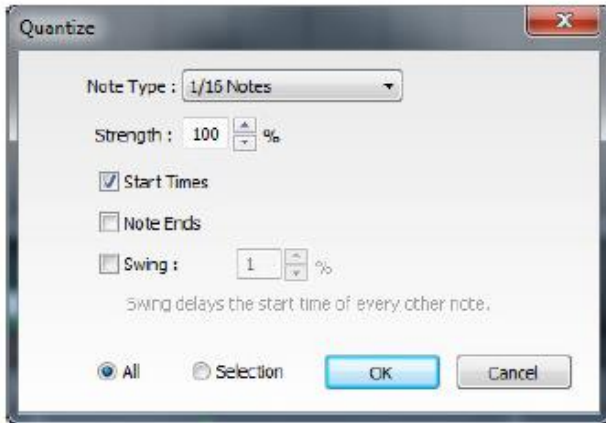 Quantize
Note Type : 1/16 Notes
Strength : 100 %
Start Times
Note Ends
Swing : 1 %
Swing delays the start time of every other note.
All Selection OK Cancel